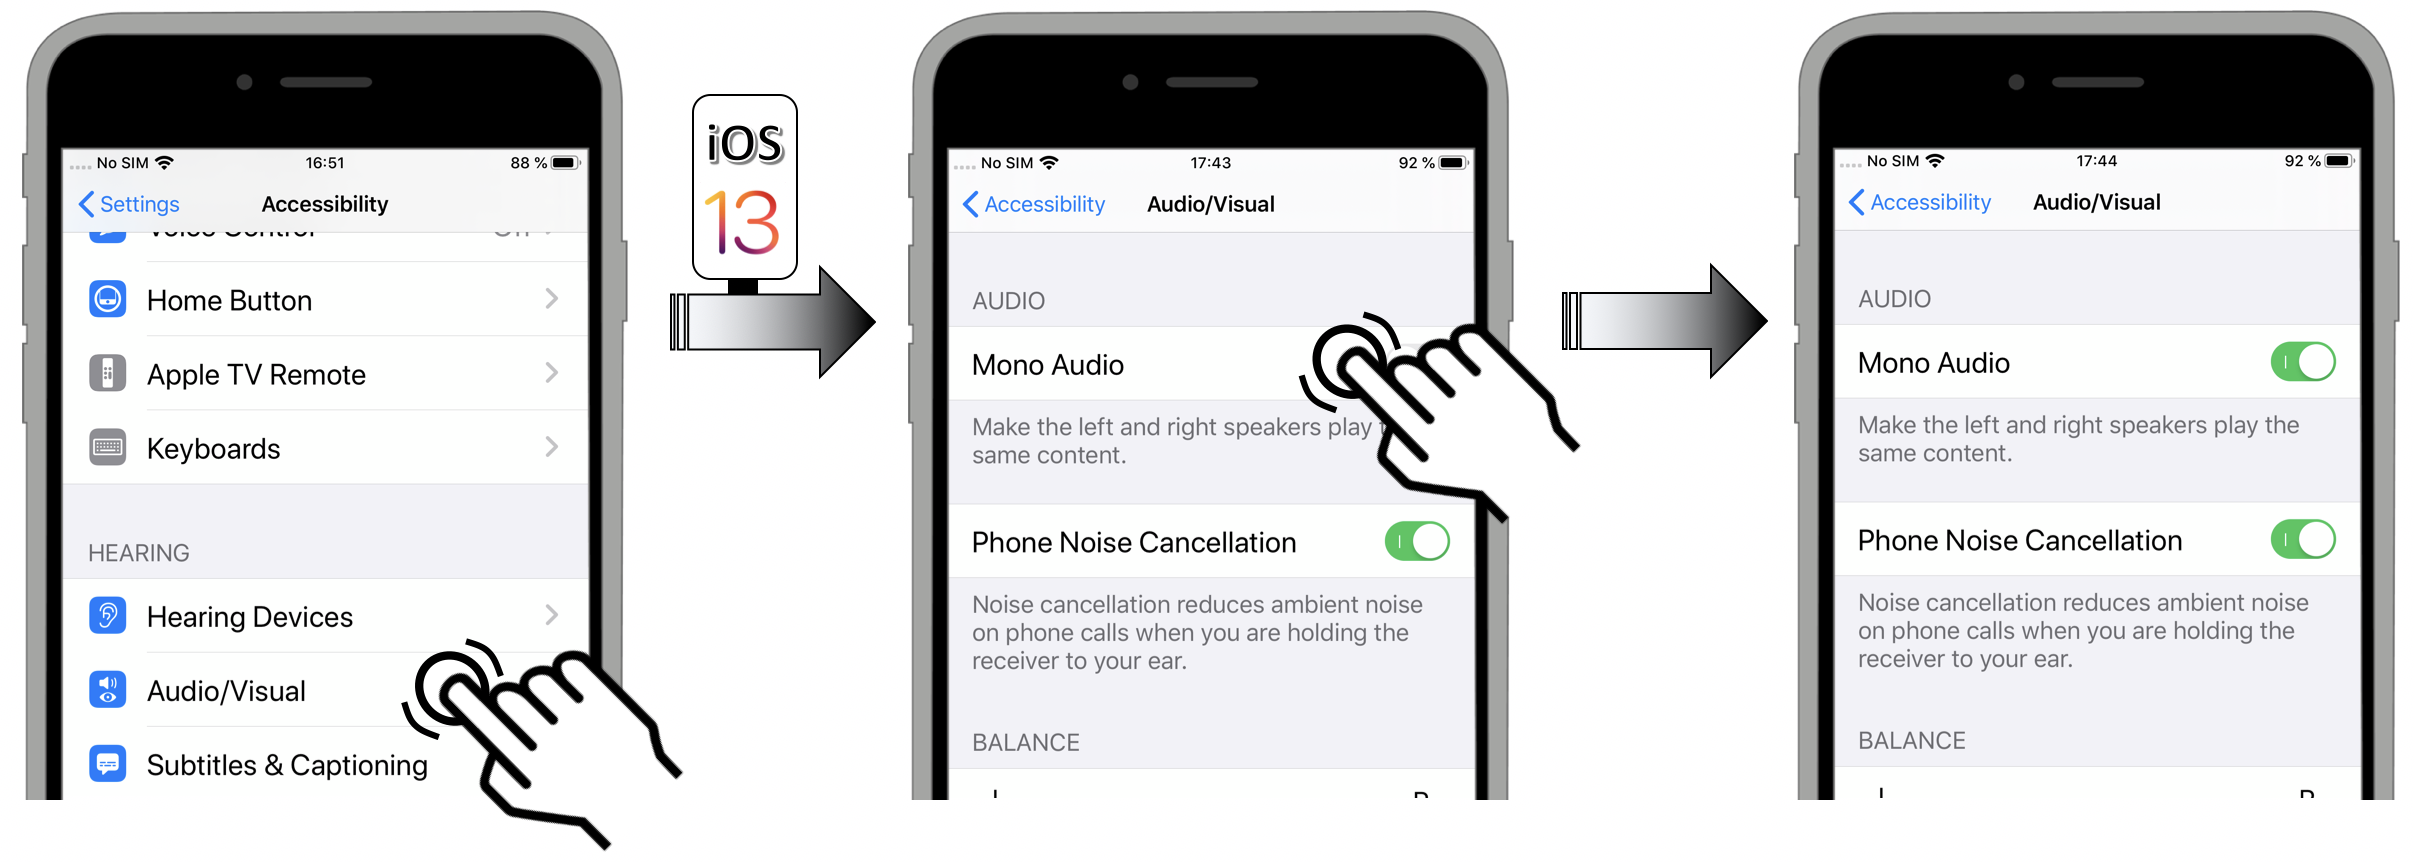 No SIM 16:51 88 %
Settings Accessibility
Voice Control Off
Home Button
Apple TV Remote
Keyboards
HEARING
Hearing Devices
Audio/Visual
Subtitles & Captioning
iOS
13
No SIM 17:43 92 %
Accessibility Audio/Visual
AUDIO
Mono Audio
Make the left and right speakers play
same content.
Phone Noise Cancellation
Noise cancellation reduces ambient noise
on phone calls when you are holding the
receiver to your ear.
BALANCE
No SIM 17:44 92 %
Accessibility Audio/Visual
AUDIO
Mono Audio
Make the left and right speakers play the
same content.
Phone Noise Cancellation
Noise cancellation reduces ambient noise
on phone calls when you are holding the
receiver to your ear.
BALANCE